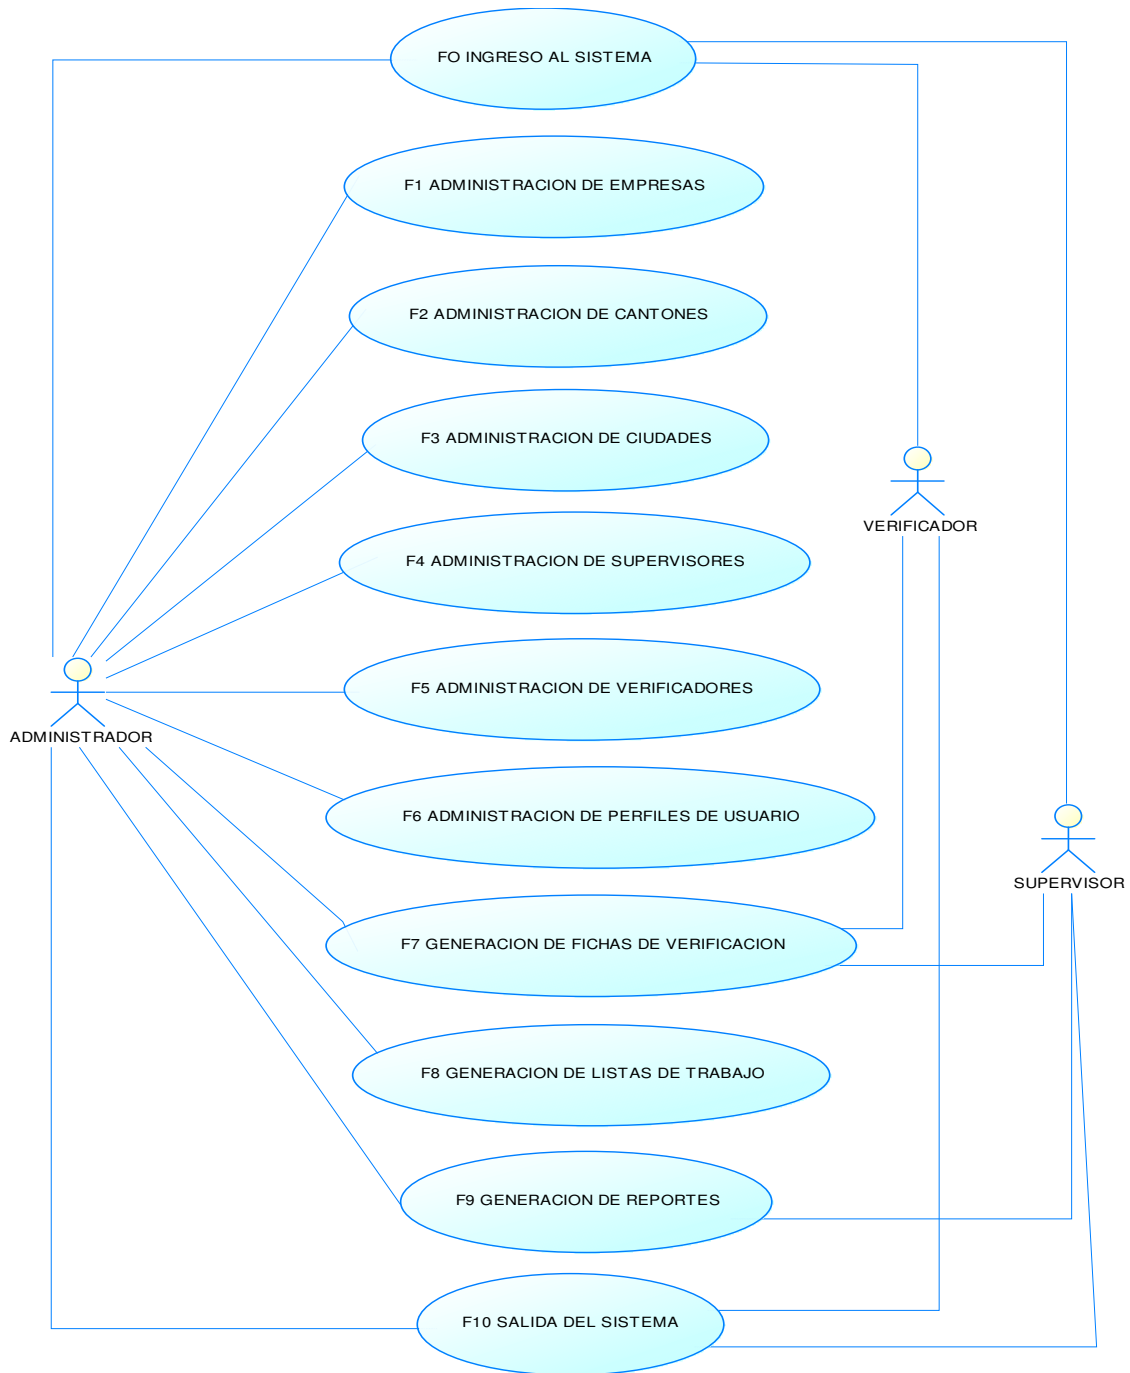 FO INGRESO AL SISTEMA
F1 ADMINISTRACION DE EMPRESAS
F2 ADMINISTRACION DE CANTONES
F3 ADMINISTRACION DE CIUDADES
VERIFICADOR
F4 ADMINISTRACION DE SUPERVISORES
F5 ADMINISTRACION DE VERIFICADORES
ADMINISTRADOR
F6 ADMINISTRACION DE PERFILES DE USUARIO
SUPERVISOR
F7 GENERACION DE FICHAS DE VERIFICACION
F8 GENERACION DE LISTAS DE TRABAJO
F9 GENERACION DE REPORTES
F10 SALIDA DEL SISTEMA